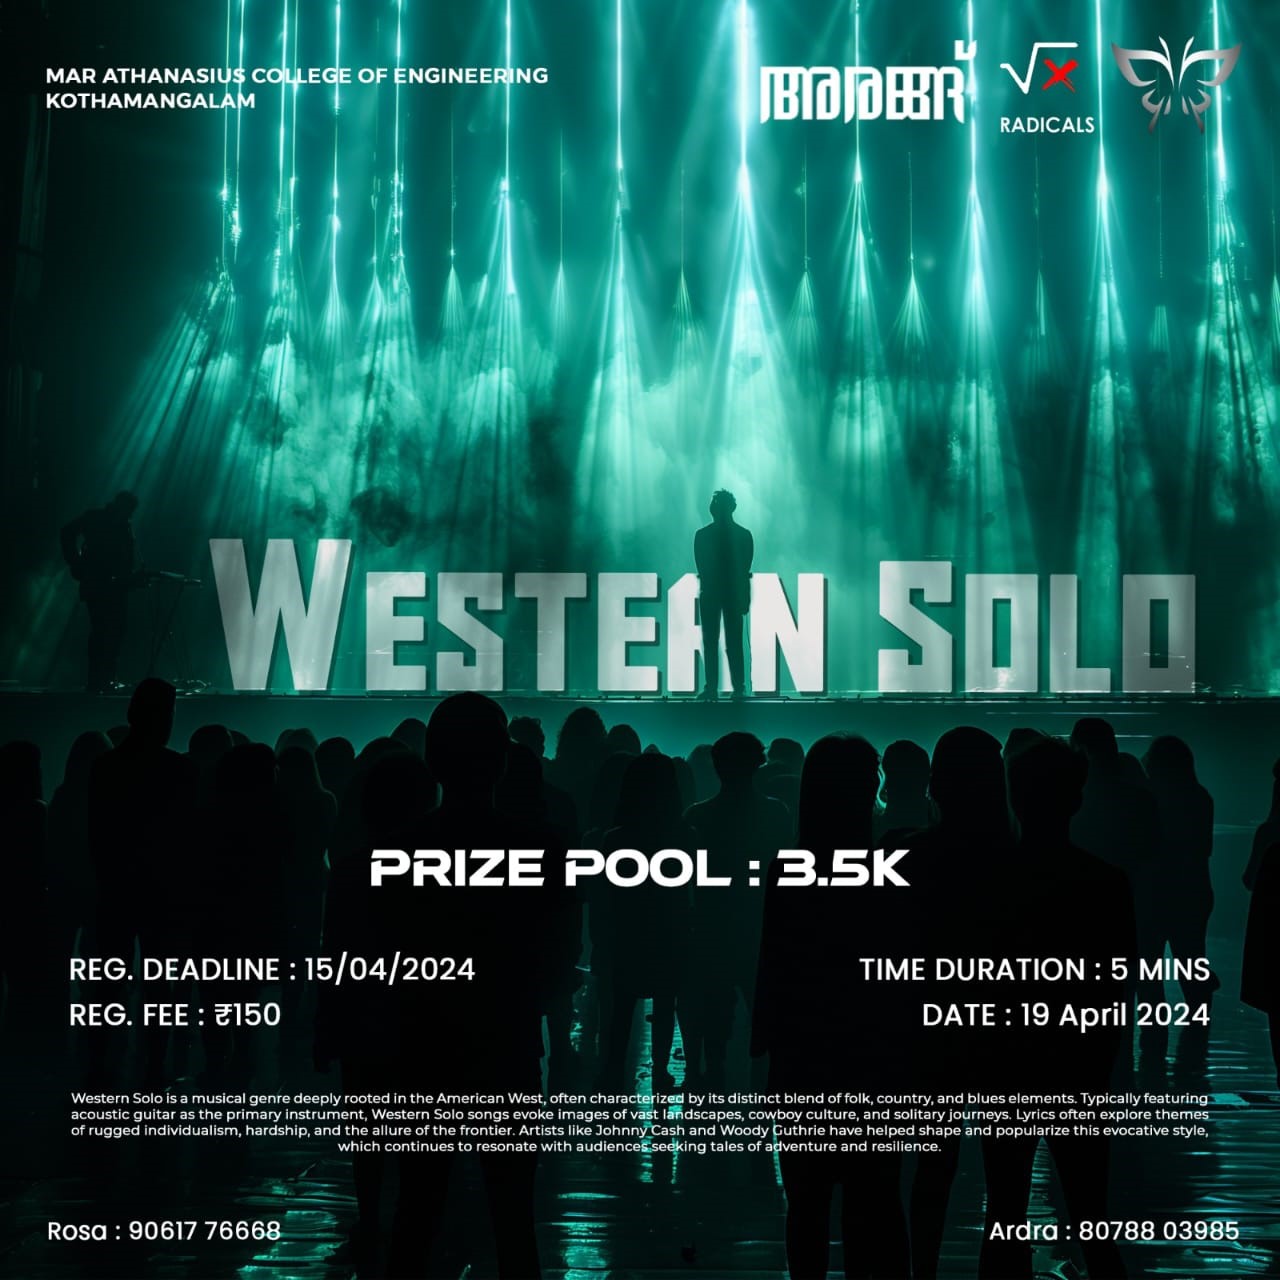 MAR ATHANASIUS COLLEGE OF ENGINEERING
KOTHAMANGALAM
അരങ്ങ്
√x
RADICALS
WESTERN SOLO
PRIZE POOL : 3.5K
REG. DEADLINE : 15/04/2024
REG. FEE : ₹150
TIME DURATION : 5 MINS
DATE : 19 April 2024
Western Solo is a musical genre deeply rooted in the American West, often characterized by its distinct blend of folk, country, and blues elements. Typically featuring
acoustic guitar as the primary instrument, Western Solo songs evoke images of vast landscapes, cowboy culture, and solitary journeys. Lyrics often explore themes
of rugged individualism, hardship, and the allure of the frontier. Artists like Johnny Cash and Woody Guthrie have helped shape and popularize this evocative style,
which continues to resonate with audiences seeking tales of adventure and resilience.
Rosa : 90617 76668
Ardra : 80788 03985